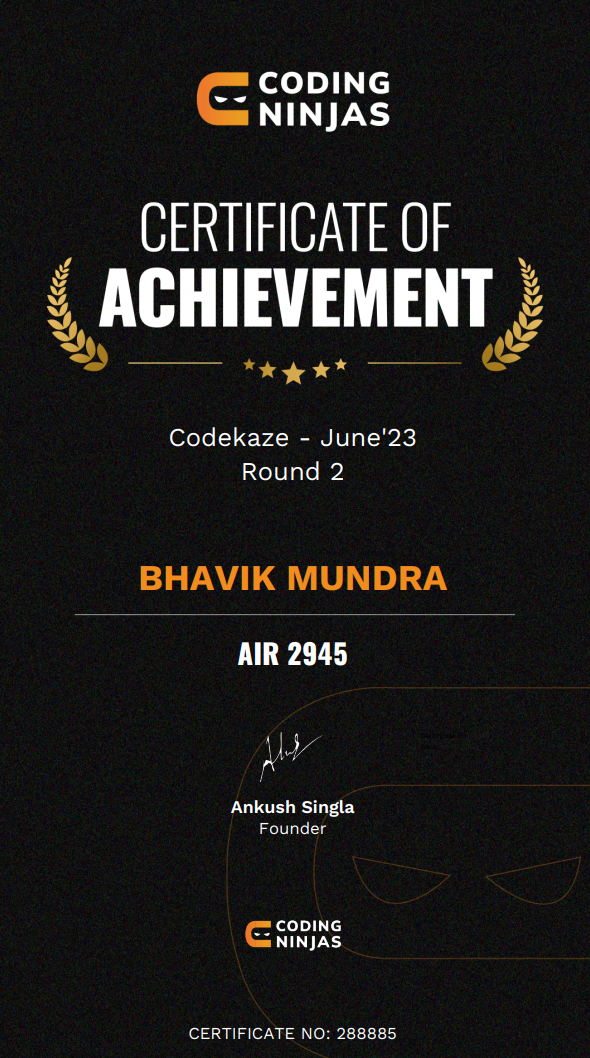 CODING
NINJAS
CERTIFICATE OF
ACHIEVEMENT
Codekaze - June'23
Round 2
BHAVIK MUNDRA
AIR 2945
Ankush Singla
Founder
CODING
NINJAS
CERTIFICATE NO: 288885